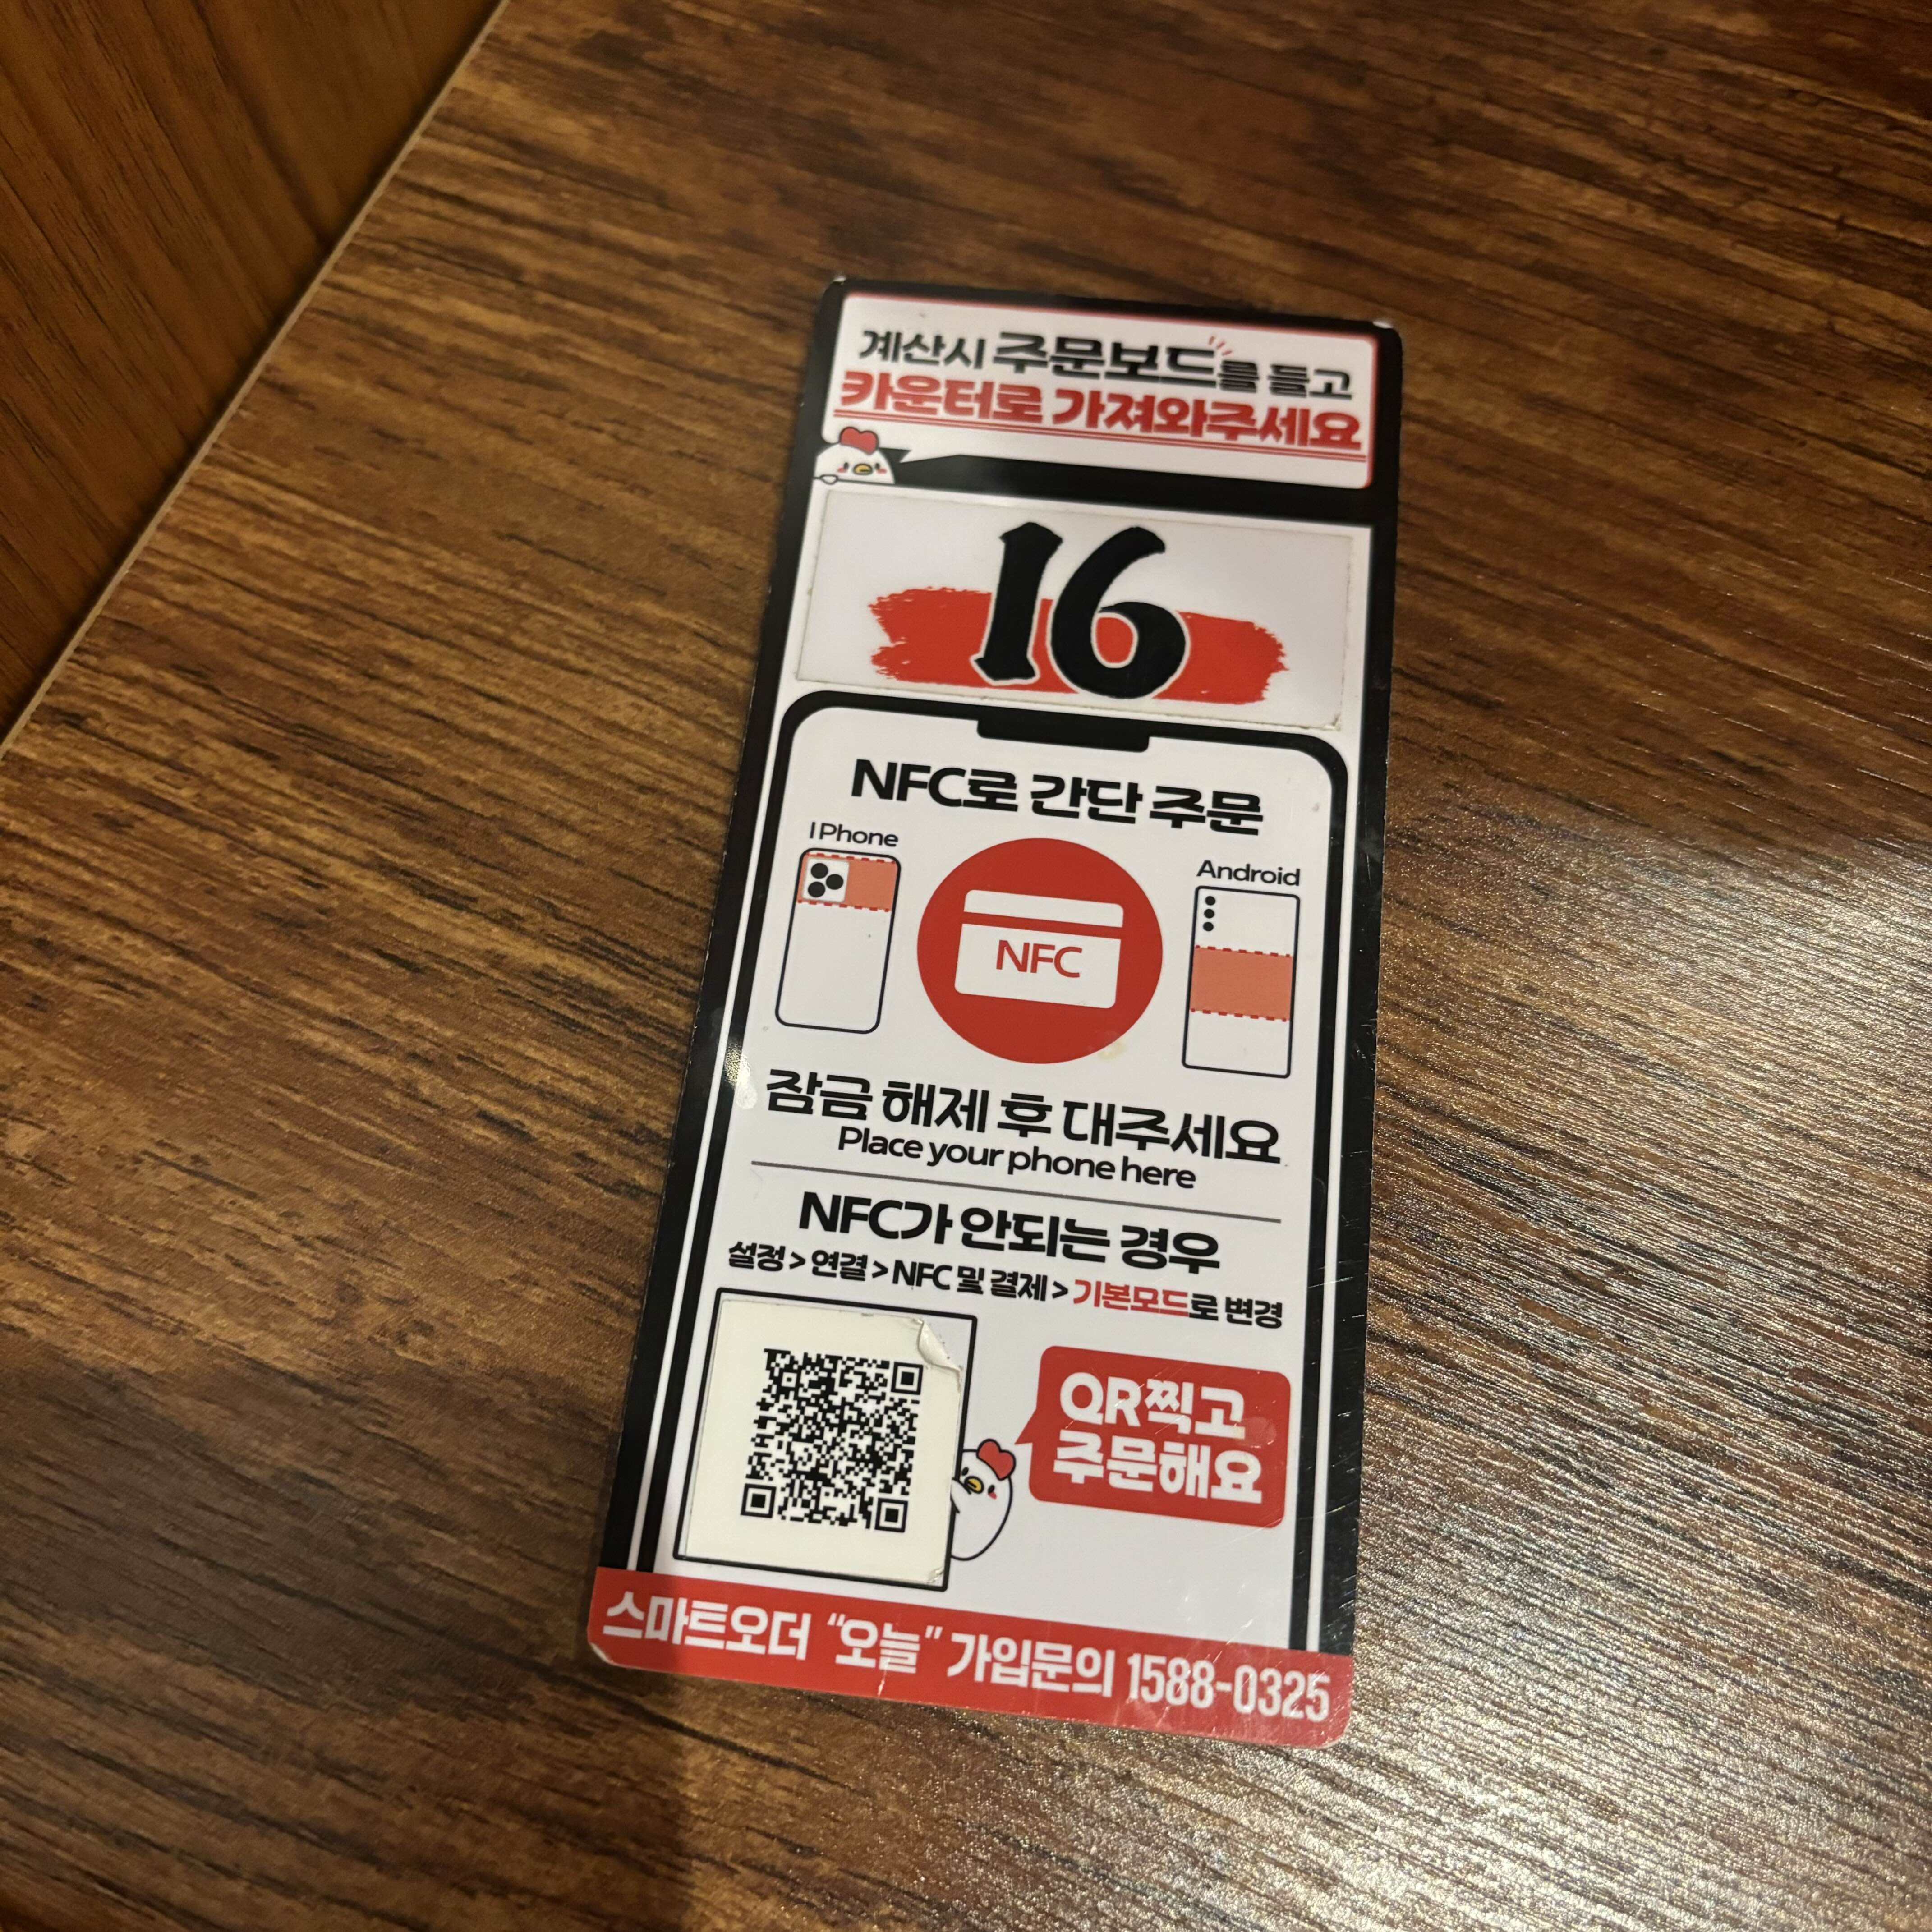 계산시 주문보드를 들고
카운터로 가져와주세요
16
NFC로 간단 주문
I Phone
Android
NFC
잠금 해제 후 대주세요
Place your phone here
NFC가 안되는 경우
설정 > 연결 > NFC 및 결제 > 기본모드로 변경
QR찍고
주문해요
스마트오더 “오늘” 가입문의 1588-0325